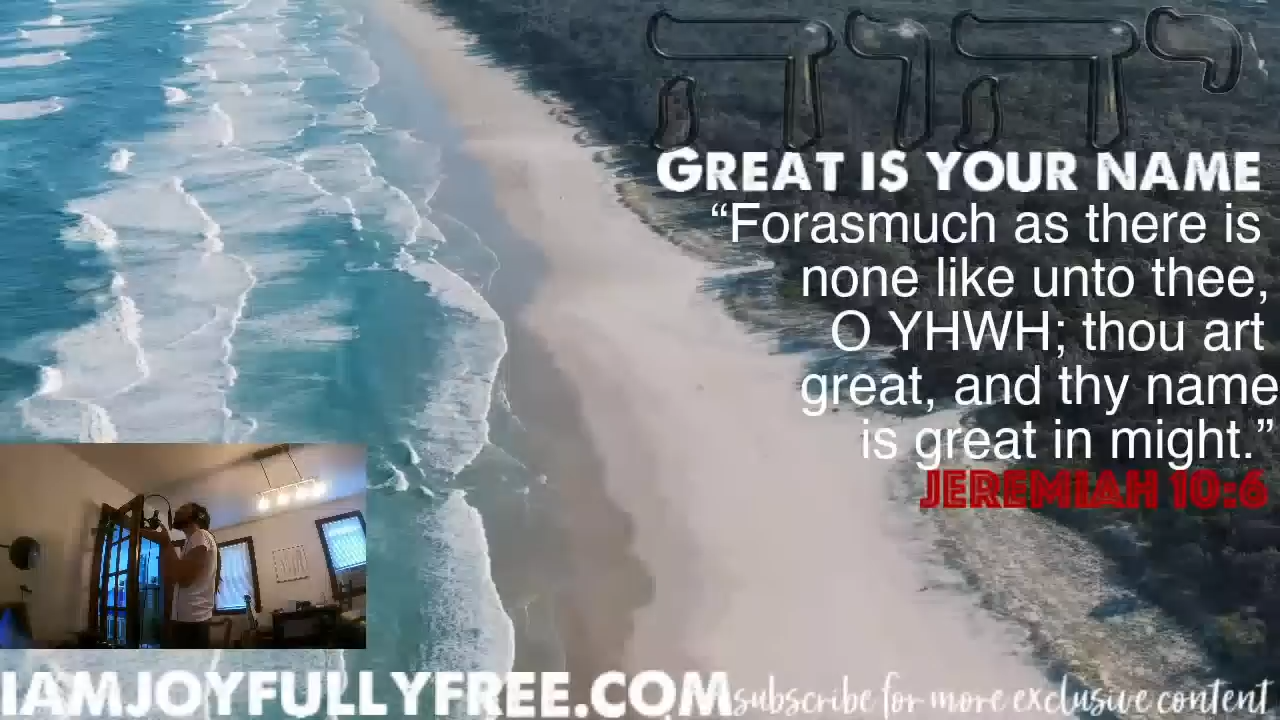 יהוה
GREAT IS YOUR NAME
“Forasmuch as there is
none like unto thee,
O YHWH; thou art
great, and thy name
is great in might.”
JEREMIAH 10:6
IAMJOYFULLYFREE.COM subscribe for more exclusive content